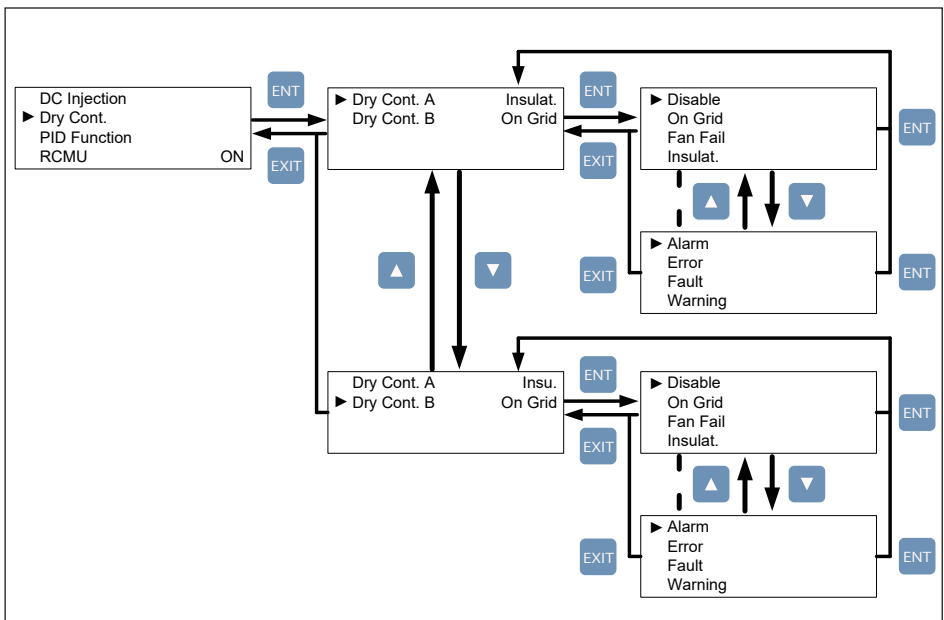 DC Injection
▶ Dry Cont.
PID Function
RCMU ON
ENT
EXIT
▶ Dry Cont. A Insulat.
Dry Cont. B On Grid
ENT
EXIT
▶ Disable
On Grid
Fan Fail
Insulat.
ENT
▲
▼
▲
▼
EXIT
▶ Alarm
Error
Fault
Warning
ENT
Dry Cont. A Insu.
▶ Dry Cont. B On Grid
ENT
EXIT
▶ Disable
On Grid
Fan Fail
Insulat.
ENT
▲
▼
EXIT
▶ Alarm
Error
Fault
Warning
ENT